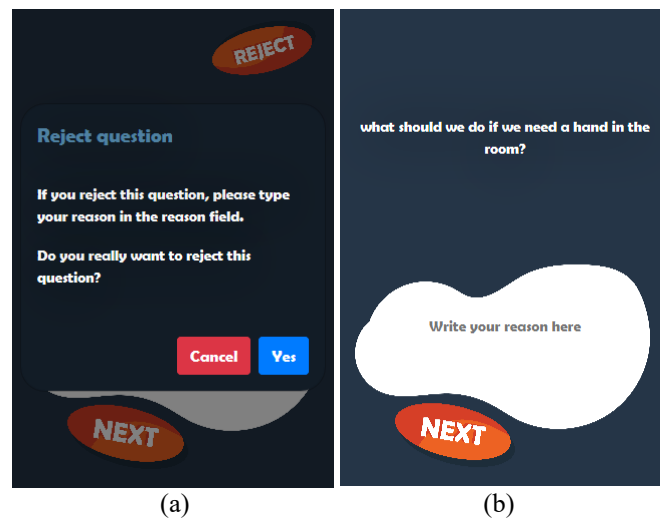 REJECT
Reject question
If you reject this question, please type
your reason in the reason field.
Do you really want to reject this
question?
Cancel
Yes
NEXT
(a)
what should we do if we need a hand in the
room?
Write your reason here
NEXT
(b)